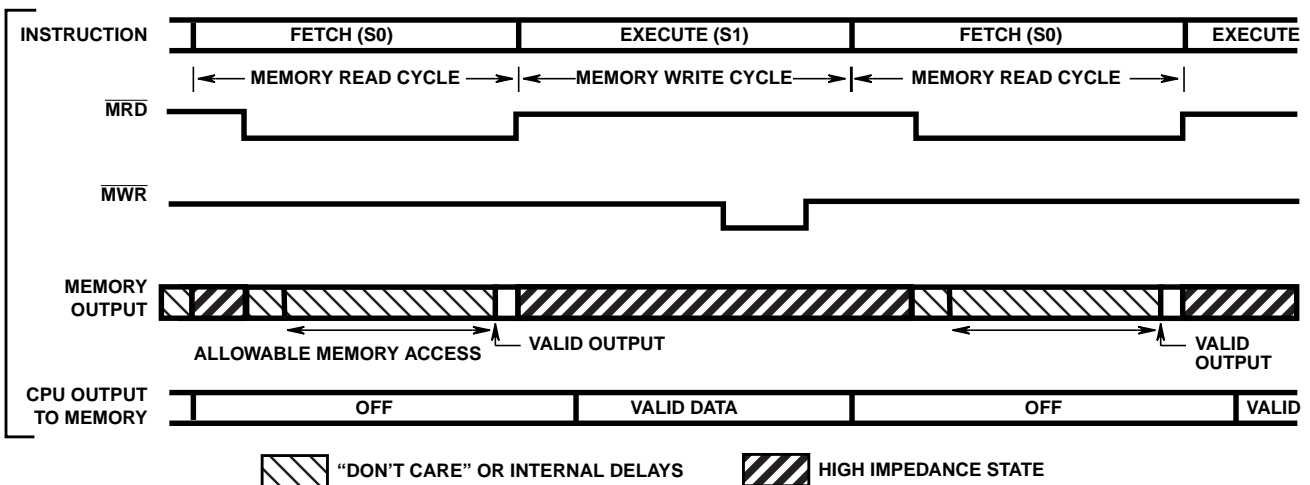 INSTRUCTION FETCH (S0) EXECUTE (S1) FETCH (S0) EXECUTE
MEMORY READ CYCLE MEMORY WRITE CYCLE MEMORY READ CYCLE
MRD
MWR
MEMORY
OUTPUT
ALLOWABLE MEMORY ACCESS
VALID OUTPUT
VALID
OUTPUT
CPU OUTPUT
TO MEMORY
OFF VALID DATA OFF VALID
“DON'T CARE” OR INTERNAL DELAYS
HIGH IMPEDANCE STATE